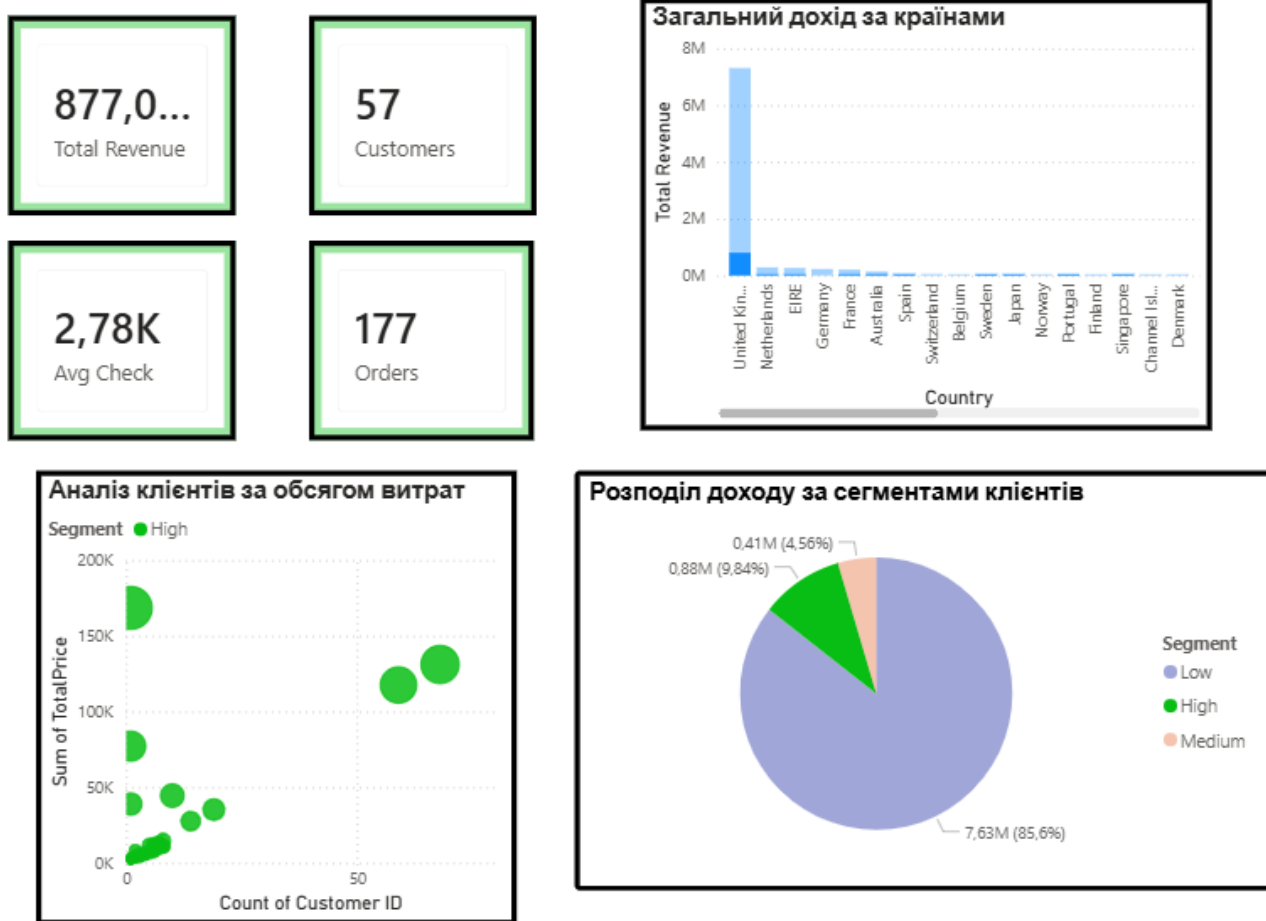 877,0...
Total Revenue
57
Customers
2,78K
Avg Check
177
Orders
Загальний дохід за країнами
8M
6M
4M
2M
0M
Total Revenue
United Kin...
Netherlands
EIRE
Germany
France
Australia
Spain
Switzerland
Belgium
Sweden
Japan
Norway
Portugal
Finland
Singapore
Channel Isl...
Denmark
Country
Аналіз клієнтів за обсягом витрат
Segment High
200K
150K
100K
50K
0K
Sum of TotalPrice
0 50
Count of Customer ID
Розподіл доходу за сегментами клієнтів
0,41M (4,56%)
0,88M (9,84%)
7,63M (85,6%)
Segment
Low
High
Medium